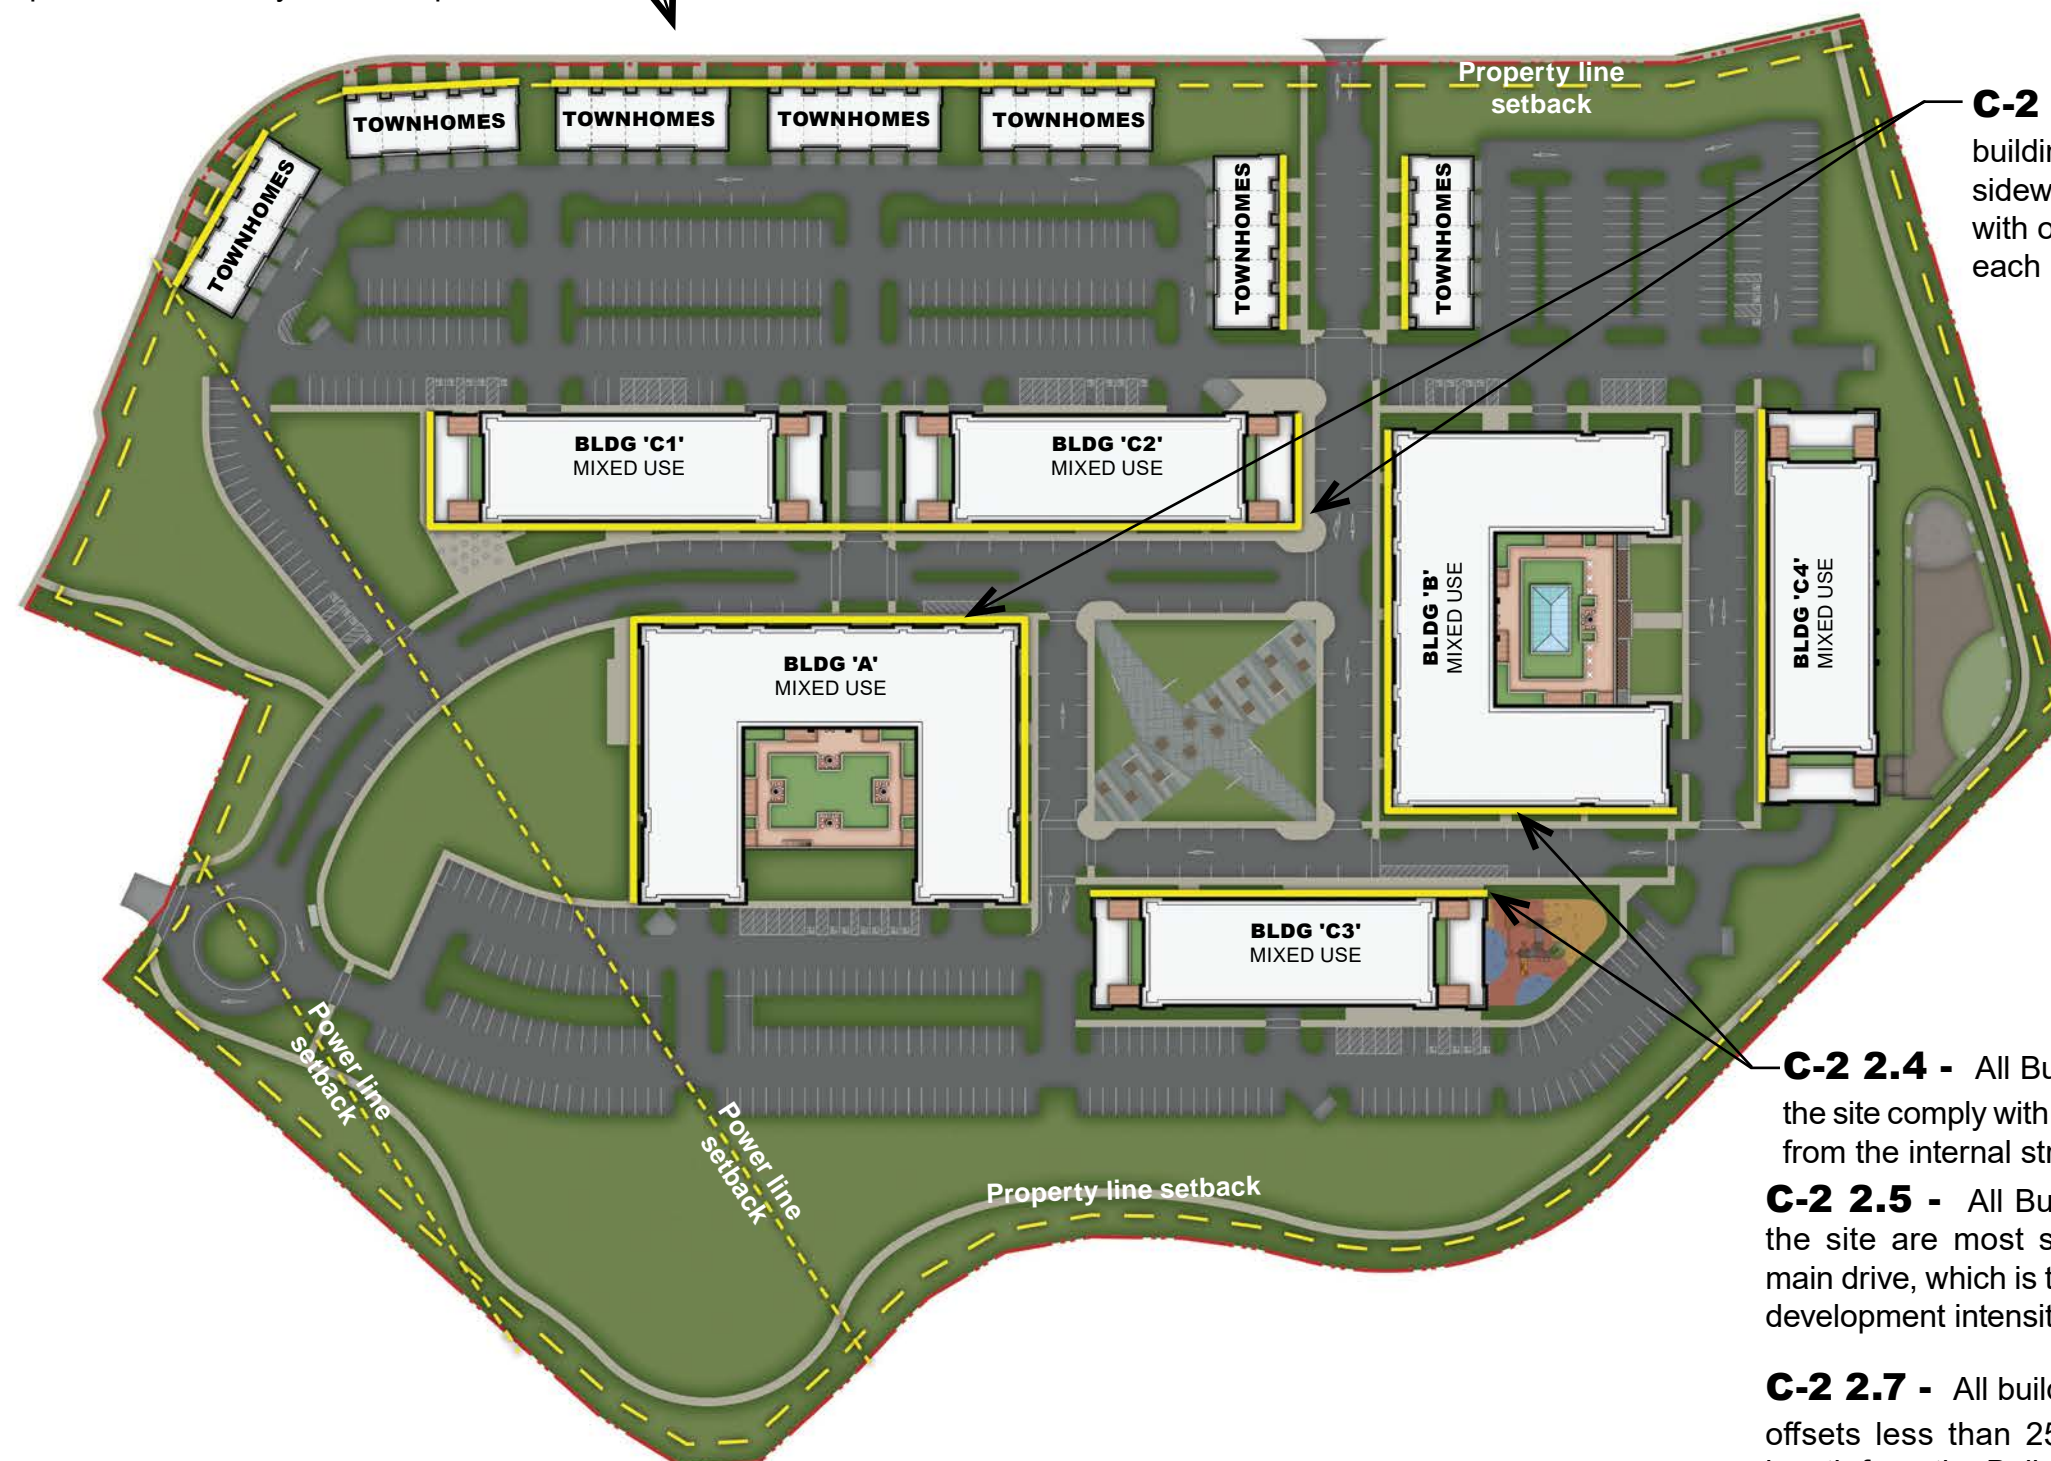 Property line
setback
TOWNHOMES
TOWNHOMES
TOWNHOMES
TOWNHOMES
TOWNHOMES
TOWNHOMES
TOWNHOMES
C-2
sidew
with o
each
BLDG 'C1'
MIXED USE
BLDG 'C2'
MIXED USE
BLDG 'B'
MIXED USE
BLDG 'C4'
MIXED USE
BLDG 'A'
MIXED USE
BLDG 'C3'
MIXED USE
Power line
setback
Power line
setback
Property line setback
C-2 2.4 - All Bu
the site comply with
from the internal str
C-2 2.5 - All Bu
the site are most s
main drive, which is t
development intensit
C-2 2.7 - All build
offsets less than 25